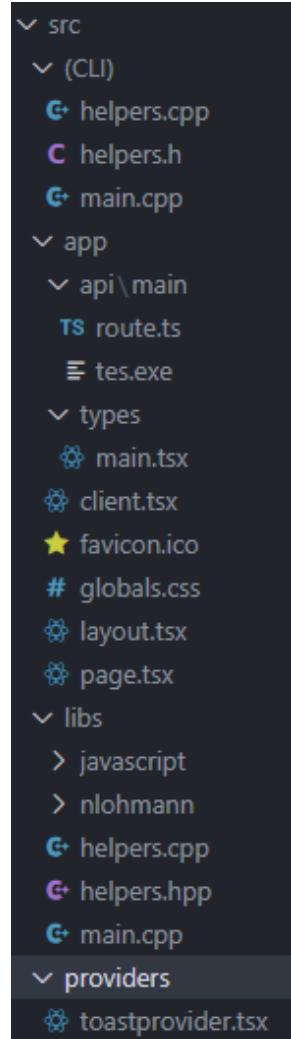 src
(CLI)
G+ helpers.cpp
C helpers.h
G+ main.cpp
app
api\main
TS route.ts
tes.exe
types
main.tsx
client.tsx
favicon.ico
# globals.css
layout.tsx
page.tsx
libs
javascript
nlohmann
G+ helpers.cpp
G+ helpers.hpp
G+ main.cpp
providers
toastprovider.tsx